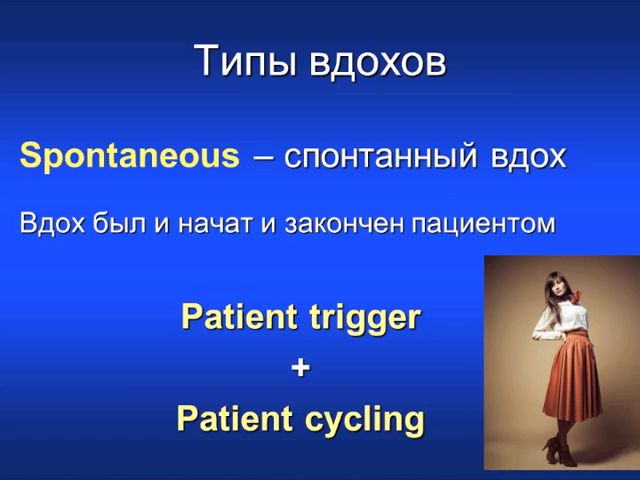 Типы вдохов
Spontaneous – спонтанный вдох
Вдох был и начат и закончен пациентом
Patient trigger
+
Patient cycling